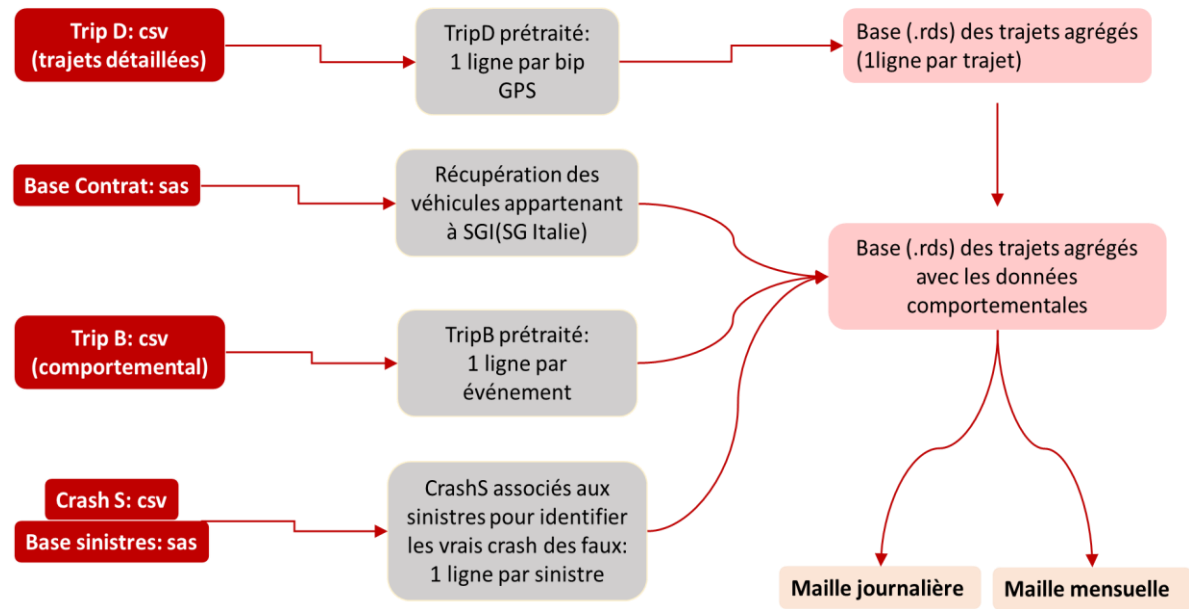 Trip D: csv
(trajets détaillées)
TripD prétraité:
1 ligne par bip
GPS
Base (.rds) des trajets agrégés
(1ligne par trajet)
Base Contrat: sas
Récupération des
véhicules appartenant
à SGI(SG Italie)
Base (.rds) des trajets agrégés
avec les données
comportementales
Trip B: csv
(comportemental)
TripB prétraité:
1 ligne par
événement
Crash S: csv
Base sinistres: sas
CrashS associés aux
sinistres pour identifier
les vrais crash des faux:
1 ligne par sinistre
Maille journalière
Maille mensuelle